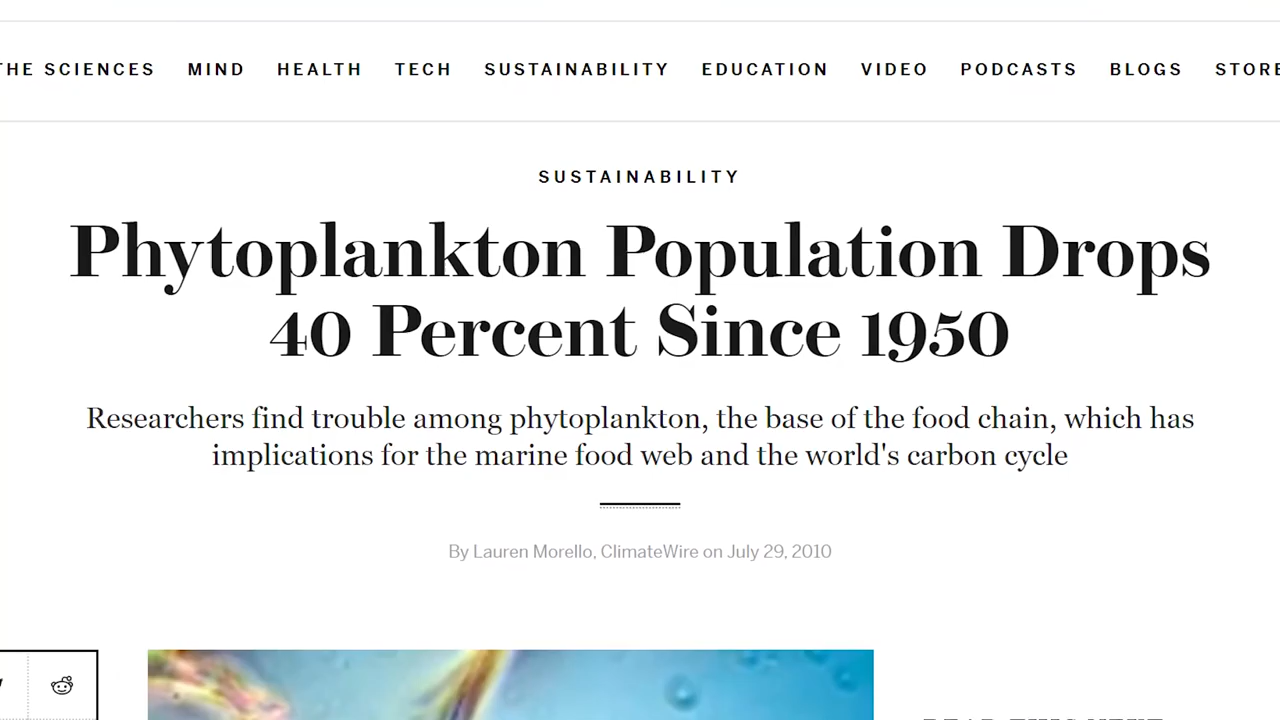 THE SCIENCES MIND HEALTH TECH SUSTAINABILITY EDUCATION VIDEO PODCASTS BLOGS STORE
SUSTAINABILITY
Phytoplankton Population Drops
40 Percent Since 1950
Researchers find trouble among phytoplankton, the base of the food chain, which has
implications for the marine food web and the world's carbon cycle
By Lauren Morello, ClimateWire on July 29, 2010